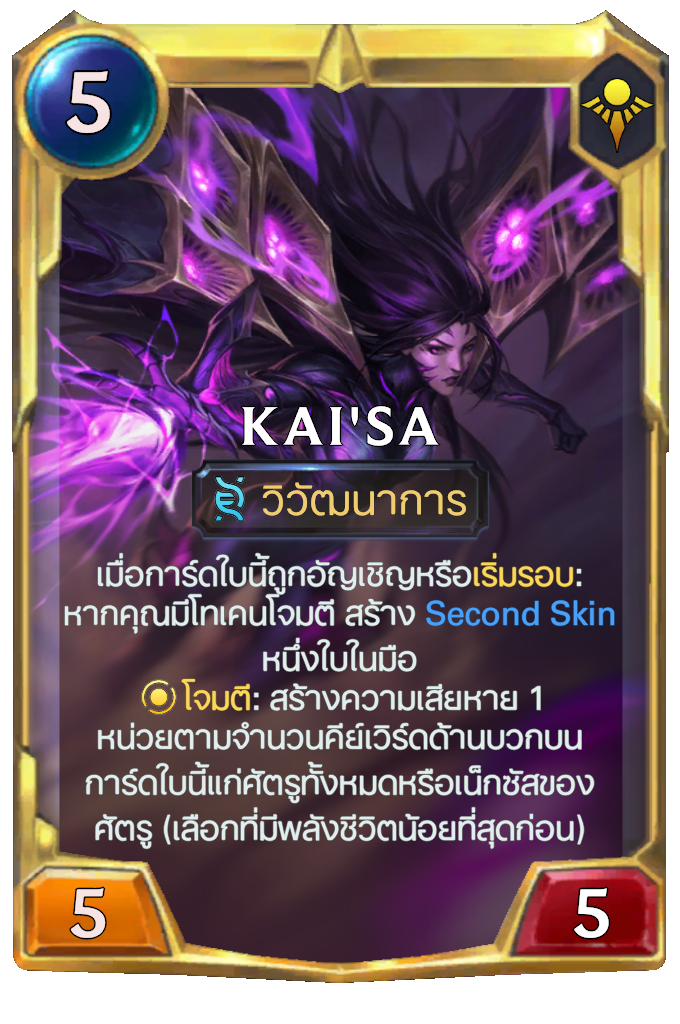 5
KAI'SA
วิวัฒนาการ
เมื่อการ์ดใบนี้ถูกอัญเชิญหรือเริ่มรอบ:
หากคุณมีโทเคนโจมตี สร้าง Second Skin
หนึ่งใบในมือ
โจมตี: สร้างความเสียหาย 1
หน่วยตามจำนวนคีย์เวิร์ดด้านบวกบน
การ์ดใบนี้แก่ศัตรูทั้งหมดหรือเน็กซัสของ
ศัตรู (เลือกที่มีพลังชีวิตน้อยที่สุดก่อน)
5 5